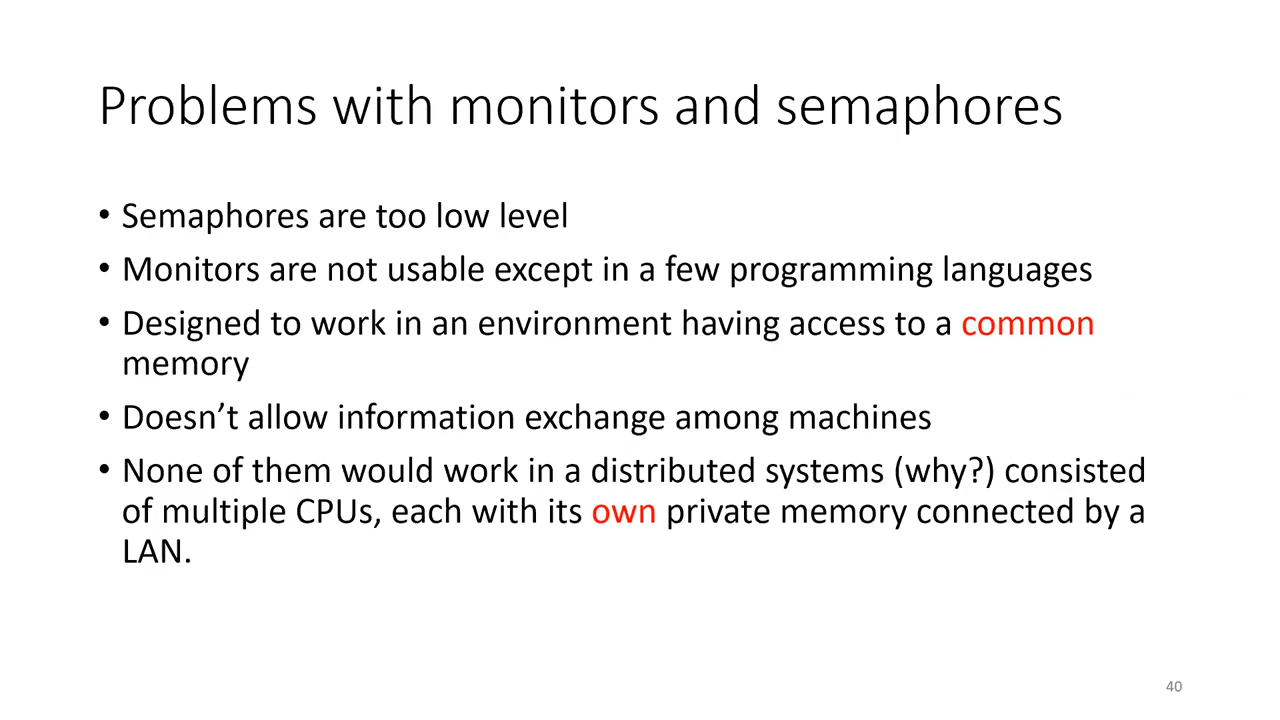 Problems with monitors and semaphores
• Semaphores are too low level
• Monitors are not usable except in a few programming languages
• Designed to work in an environment having access to a common
memory
• Doesn’t allow information exchange among machines
• None of them would work in a distributed systems (why?) consisted
of multiple CPUs, each with its own private memory connected by a
LAN.
40